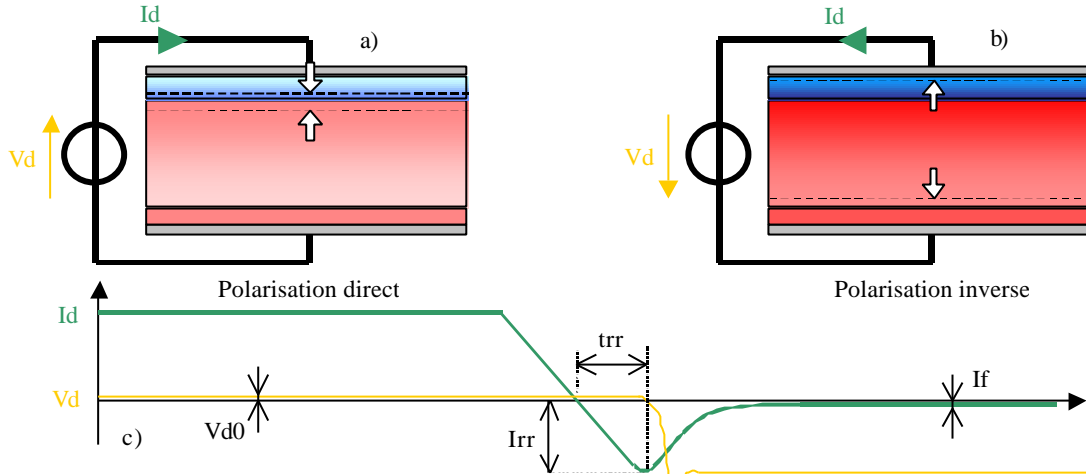 Id
a)
Vd
Polarisation direct
Id
b)
Vd
Polarisation inverse
Id
trr
If
Vd
Vd0
Irr
c)